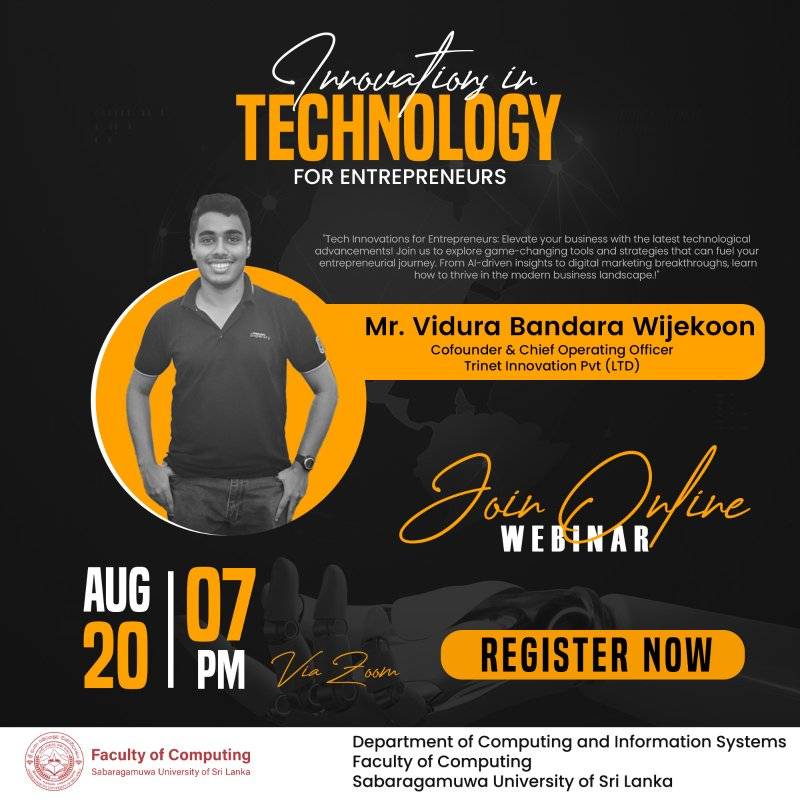 Innovations in
TECHNOLOGY
FOR ENTREPRENEURS
"Tech Innovations for Entrepreneurs: Elevate your business with the latest technological
advancements! Join us to explore game-changing tools and strategies that can fuel your
entrepreneurial journey. From AI-driven insights to digital marketing breakthroughs, learn
how to thrive in the modern business landscape.!"
Mr. Vidura Bandara Wijekoon
Cofounder & Chief Operating Officer
Trinet Innovation Pvt (LTD)
Join Online
WEBINAR
AUG
20
07
PM
Via Zoom
REGISTER NOW
Faculty of Computing
Sabaragamuwa University of Sri Lanka
Department of Computing and Information Systems
Faculty of Computing
Sabaragamuwa University of Sri Lanka